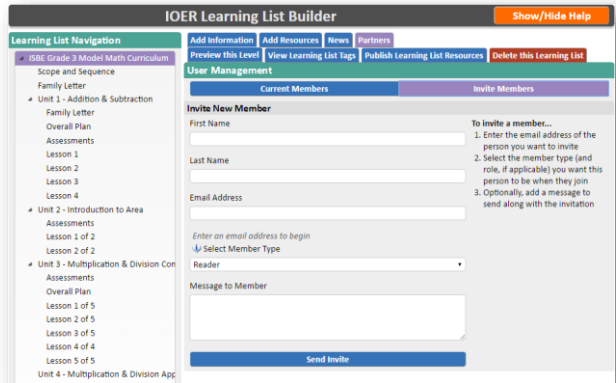 IOER Learning List Builder
Show/Hide Help
Learning List Navigation
ISBE Grade 3 Model Math Curriculum
Scope and Sequence
Family Letter
Unit 1 - Addition & Subtraction
Family Letter
Overall Plan
Assessments
Lesson 1
Lesson 2
Lesson 3
Lesson 4
Unit 2 - Introduction to Area
Assessments
Lesson 1 of 2
Lesson 2 of 2
Unit 3 - Multiplication & Division Con
Assessments
Overall Plan
Lesson 1 of 5
Lesson 2 of 5
Lesson 3 of 5
Lesson 4 of 4
Lesson 5 of 5
Unit 4 - Multiplication & Division App
Add Information Add Resources News Partners
Preview this Level View Learning List Tags Publish Learning List Resources Delete this Learning List
User Management
Current Members Invite Members
Invite New Member
First Name
Last Name
Email Address
Enter an email address to begin
Select Member Type
Reader
Message to Member
Send Invite
To invite a member...
1. Enter the email address of the
person you want to invite
2. Select the member type (and
role, if applicable) you want this
person to be when they join
3. Optionally, add a message to
send along with the invitation